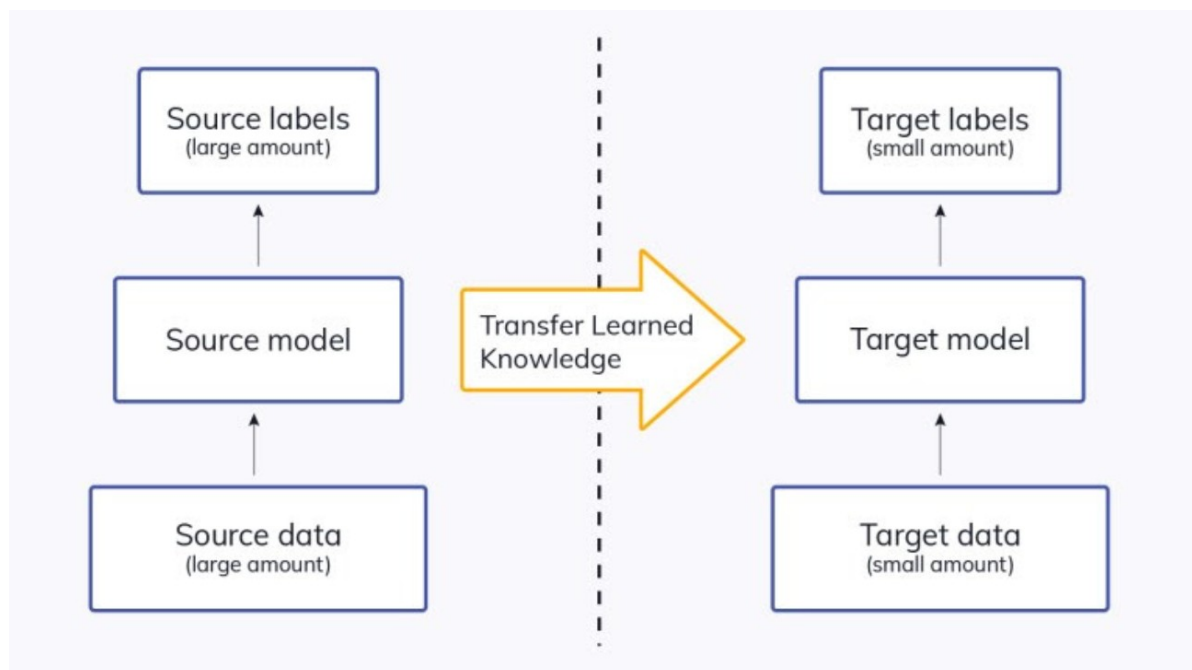 Source labels
(large amount)
Target labels
(small amount)
Source model
Transfer Learned
Knowledge
Target model
Source data
(large amount)
Target data
(small amount)